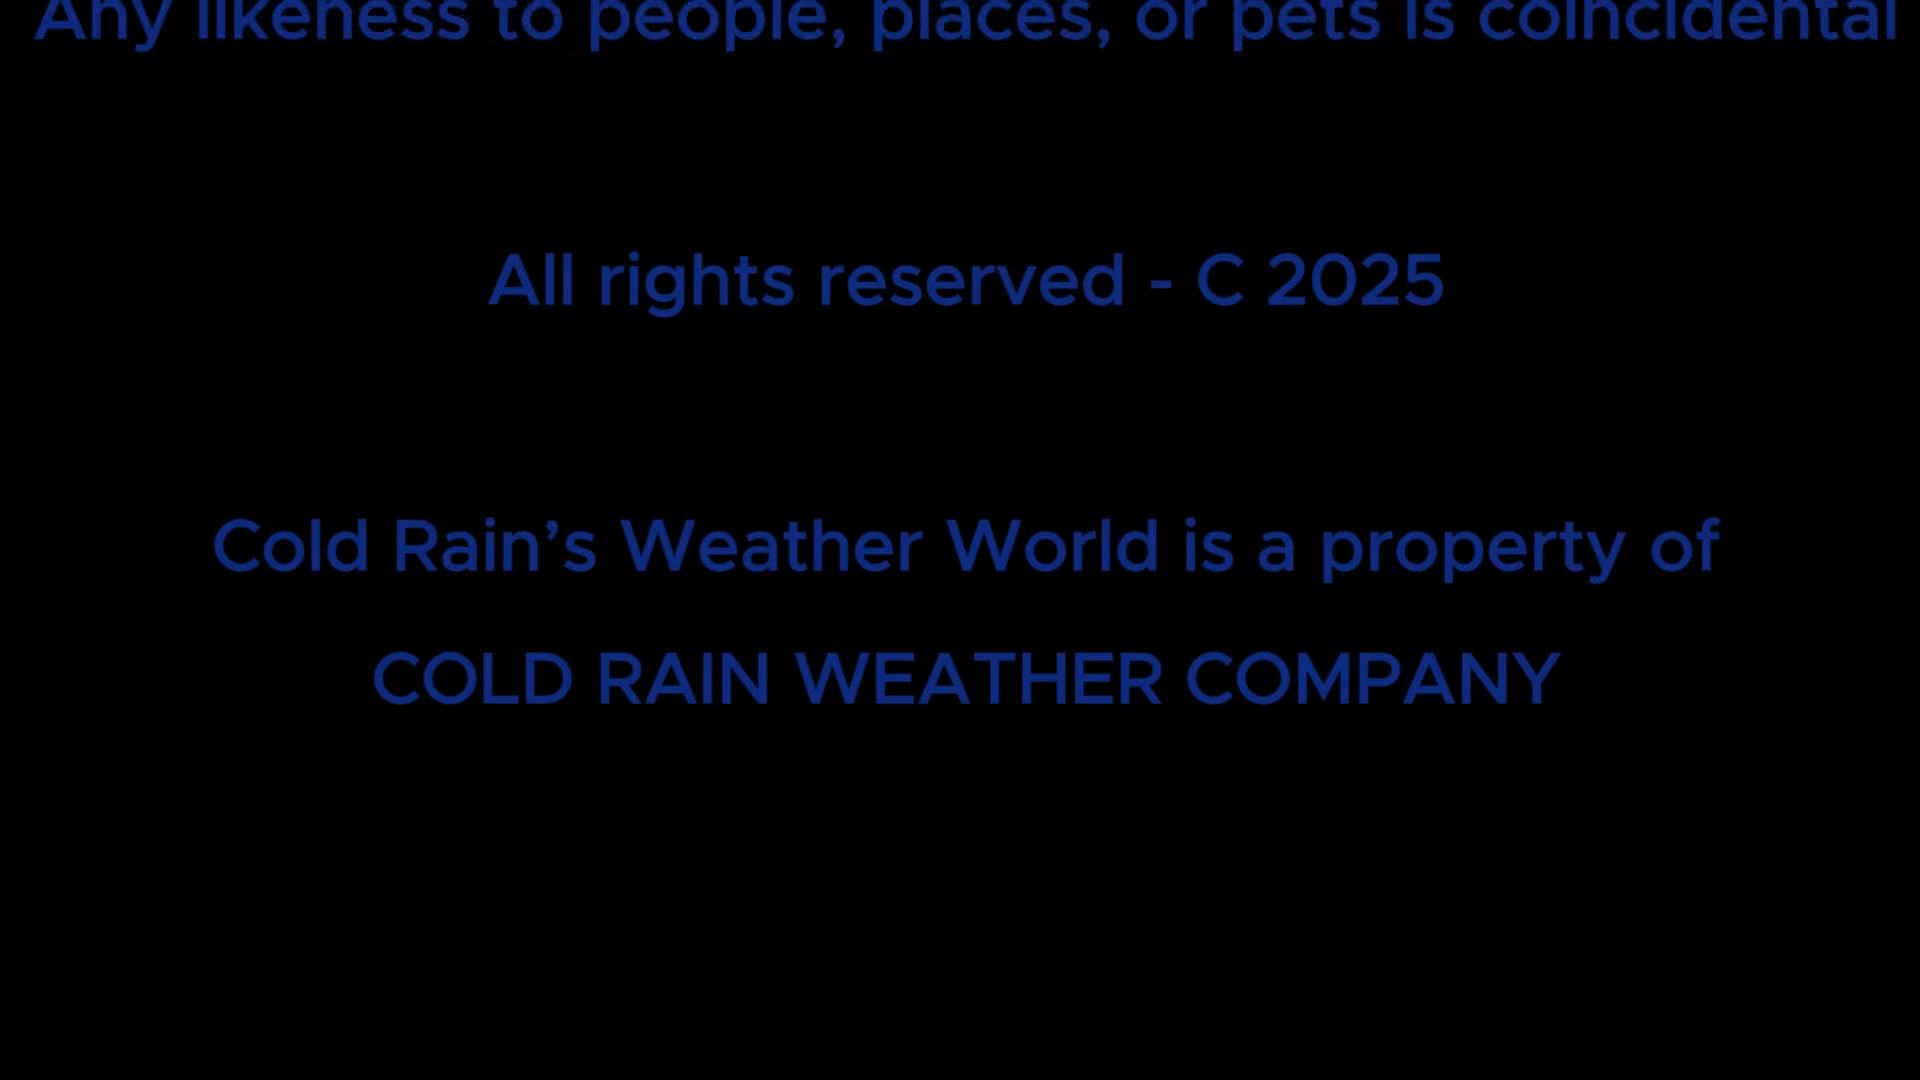 Any likeness to people, places, or pets is coincidental
All rights reserved - C 2025
Cold Rain’s Weather World is a property of
COLD RAIN WEATHER COMPANY